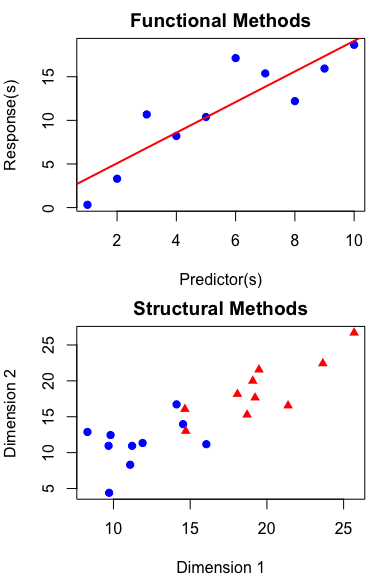 Functional Methods
Response(s)
15
10
5
0
2 4 6 8 10
Predictor(s)
Structural Methods
Dimension 2
25
20
15
10
5
10 15 20 25
Dimension 1